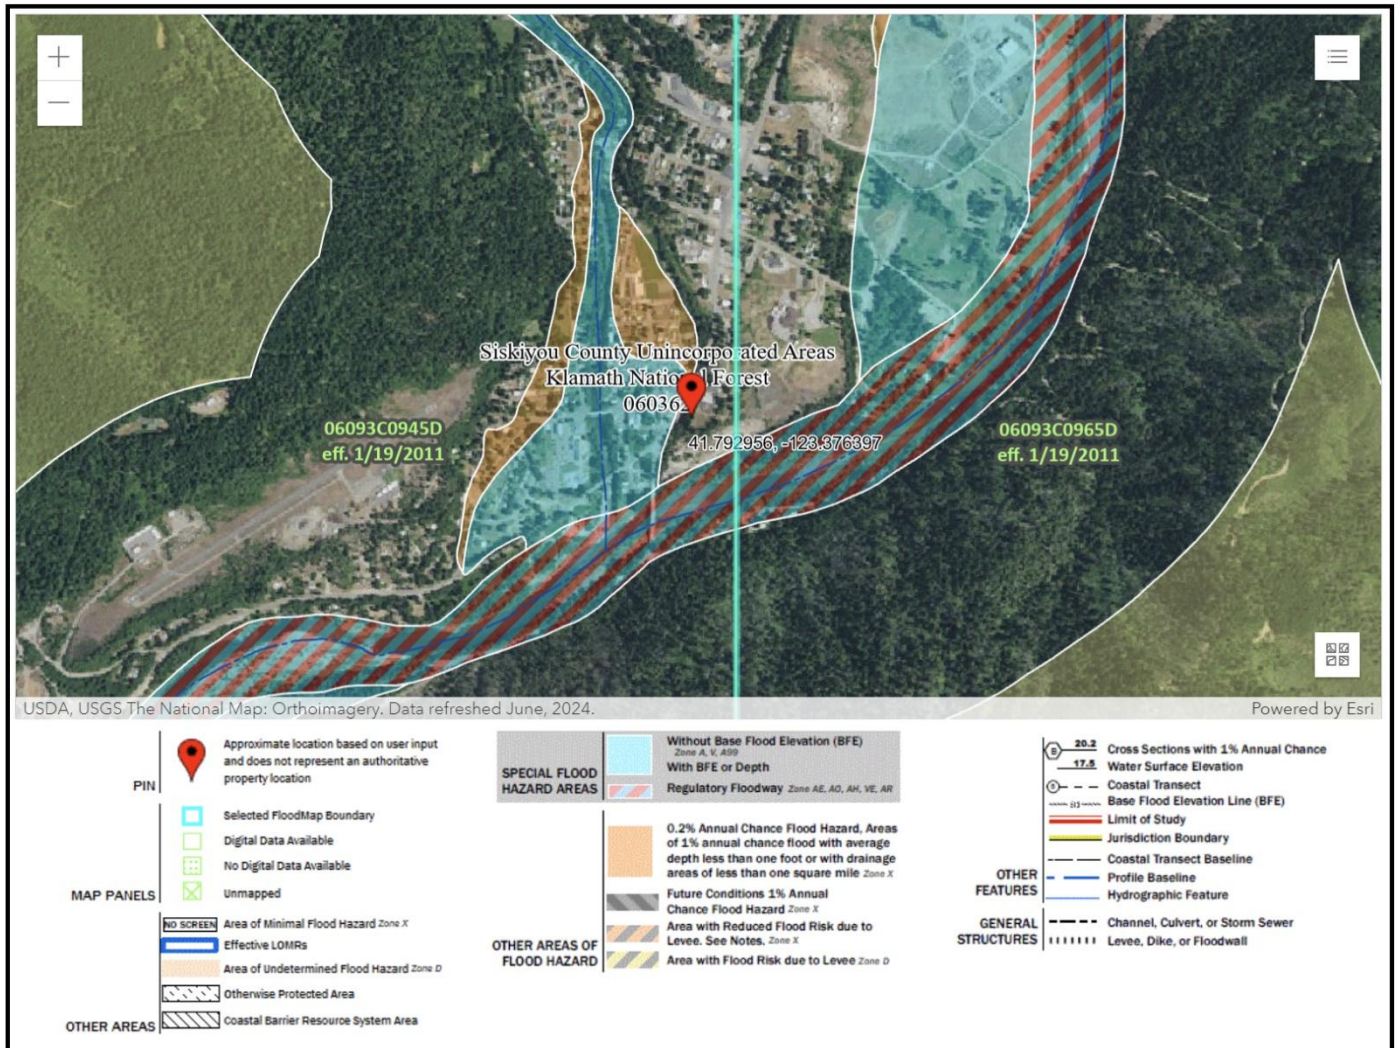 +
−
Siskiyou County Unincorporated Areas
Klamath National Forest
060362
41.792956, -123.376397
06093C0945D
eff. 1/19/2011
06093C0965D
eff. 1/19/2011
USDA, USGS The National Map: Orthoimagery. Data refreshed June, 2024.
Powered by Esri
PIN
Approximate location based on user input
and does not represent an authoritative
property location
MAP PANELS
Selected FloodMap Boundary
Digital Data Available
No Digital Data Available
Unmapped
OTHER AREAS
NO SCREEN Area of Minimal Flood Hazard Zone X
Effective LOMRs
Area of Undetermined Flood Hazard Zone D
Otherwise Protected Area
Coastal Barrier Resource System Area
SPECIAL FLOOD
HAZARD AREAS
Without Base Flood Elevation (BFE)
Zone A, V, A99
With BFE or Depth
Regulatory Floodway Zone AE, AO, AH, VE, AR
OTHER AREAS OF
FLOOD HAZARD
0.2% Annual Chance Flood Hazard, Areas
of 1% annual chance flood with average
depth less than one foot or with drainage
areas of less than one square mile Zone X
Future Conditions 1% Annual
Chance Flood Hazard Zone X
Area with Reduced Flood Risk due to
Levee. See Notes. Zone X
Area with Flood Risk due to Levee Zone D
OTHER
FEATURES
B 20.2 Cross Sections with 1% Annual Chance
17.5 Water Surface Elevation
8 Coastal Transect
513 Base Flood Elevation Line (BFE)
Limit of Study
Jurisdiction Boundary
Coastal Transect Baseline
Profile Baseline
Hydrographic Feature
GENERAL
STRUCTURES
Channel, Culvert, or Storm Sewer
Levee, Dike, or Floodwall